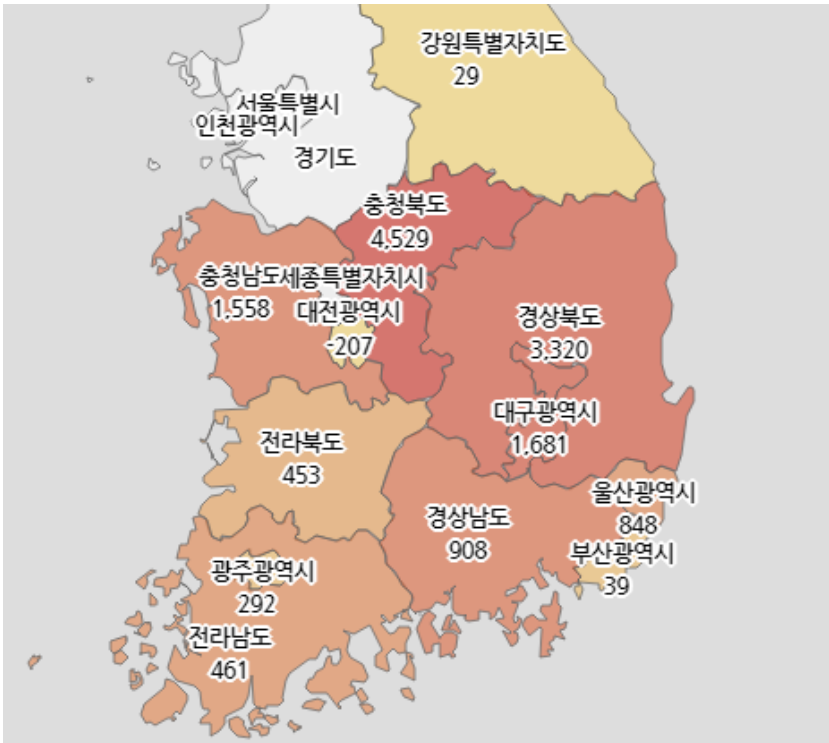 강원특별자치도
29
서울특별시
인천광역시
경기도
충청북도
4,529
충청남도
1,558
세종특별자치시
대전광역시
-207
경상북도
3,320
대구광역시
1,681
전라북도
453
경상남도
908
울산광역시
848
부산광역시
39
광주광역시
292
전라남도
461